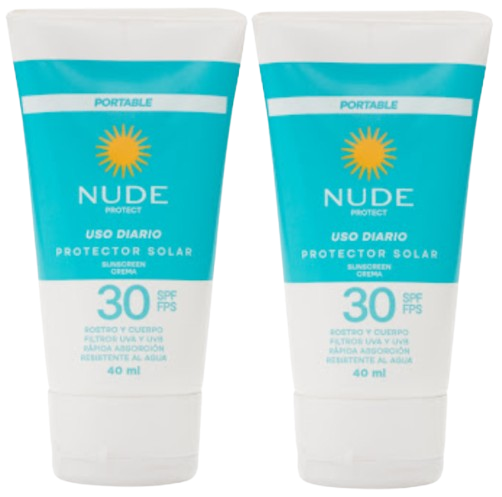 PORTABLE
NUDE
PROTECT
USO DIARIO
PROTECTOR SOLAR
SUNSCREEN
CREMA
30 SPF
FPS
ROSTRO Y CUERPO
FILTROS UVA Y UVB
RÁPIDA ABSORCIÓN
RESISTENTE AL AGUA
40 ml
PORTABLE
NUDE
PROTECT
USO DIARIO
PROTECTOR SOLAR
SUNSCREEN
CREMA
30 SPF
FPS
ROSTRO Y CUERPO
FILTROS UVA Y UVB
RÁPIDA ABSORCIÓN
RESISTENTE AL AGUA
40 ml